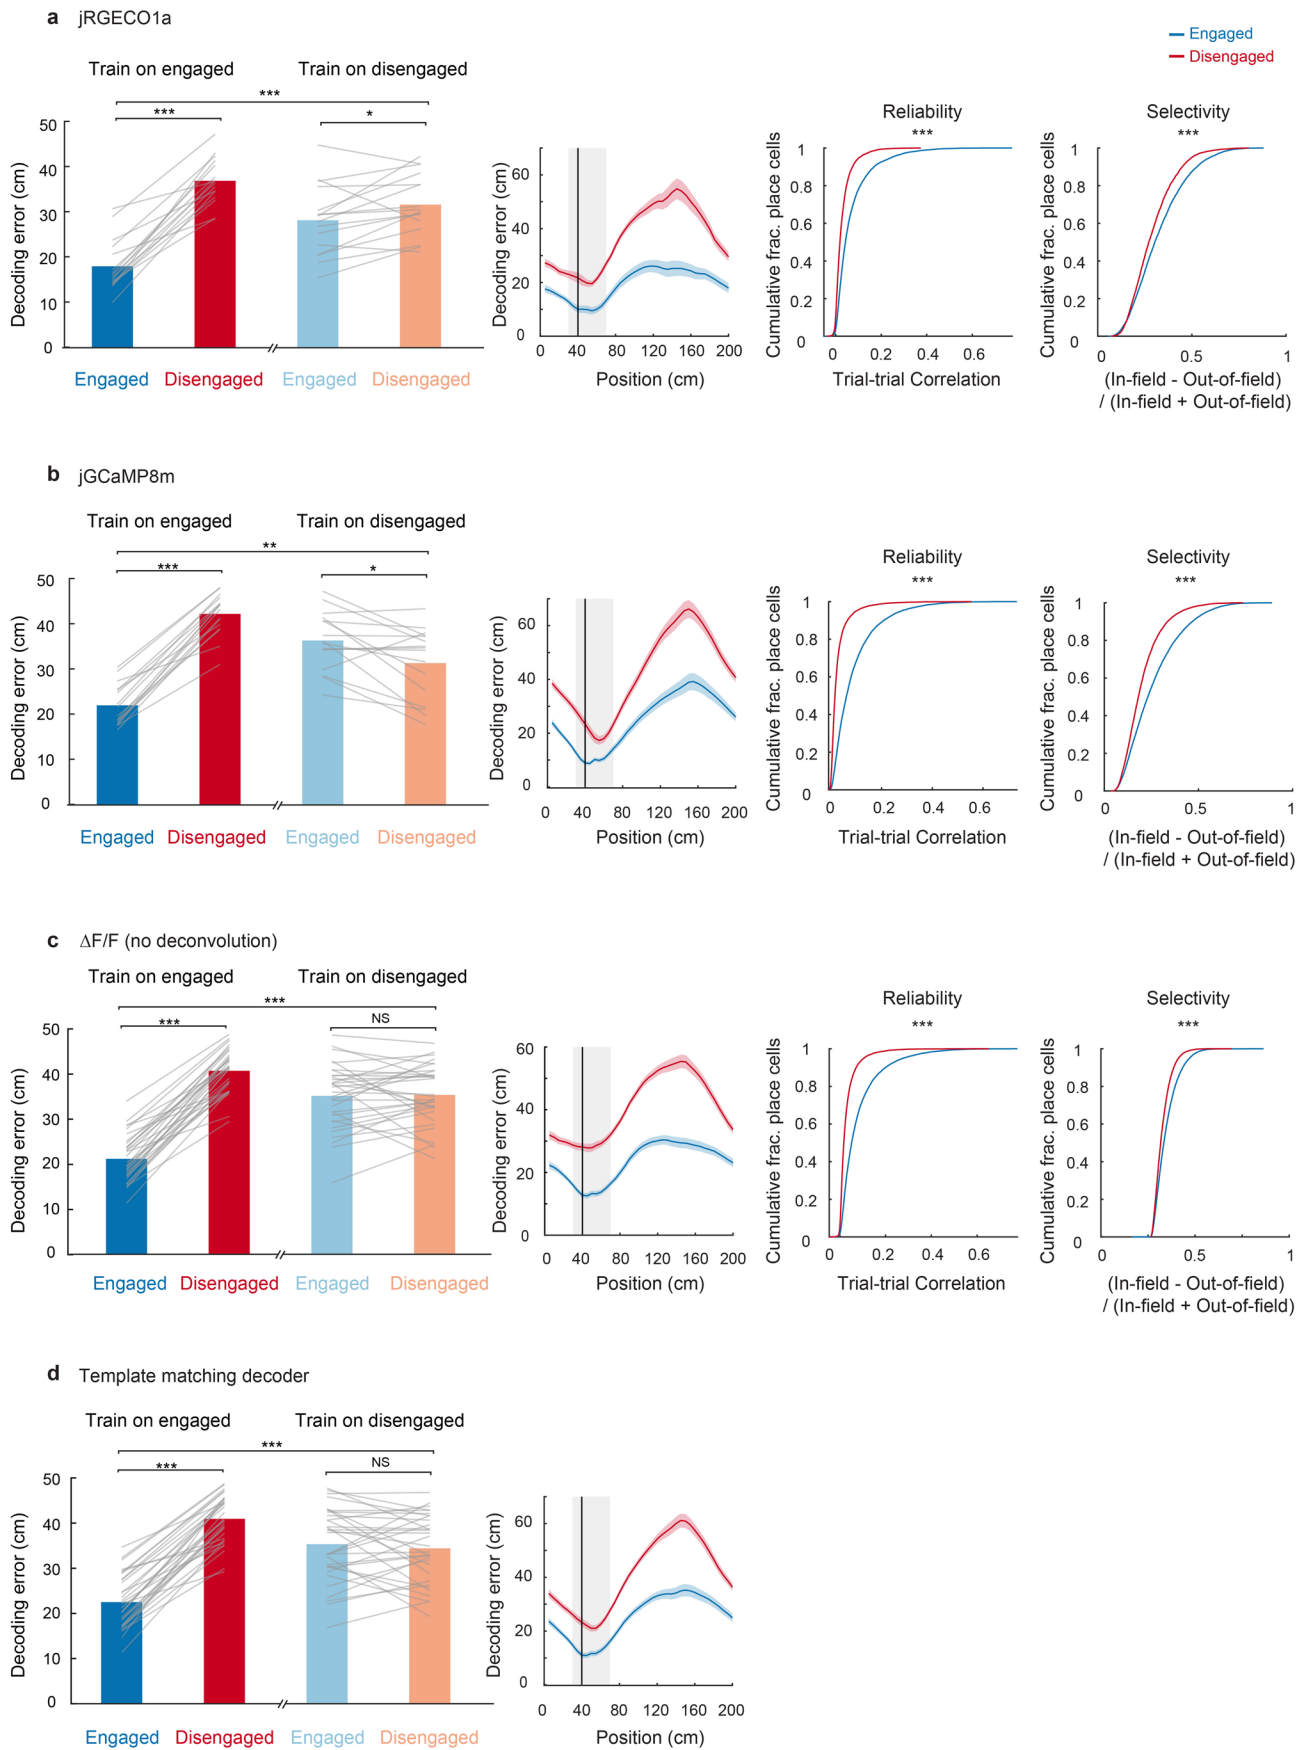 a jRGECO1a
Engaged
Disengaged
Train on engaged Train on disengaged
***
***
*
Decoding error (cm)
50
40
30
20
10
0
Engaged Disengaged Engaged Disengaged
Decoding error (cm)
60
40
20
0
0 40 80 120 160 200
Position (cm)
Reliability
***
Cumulative frac. place cells
1
0.8
0.6
0.4
0.2
0
0 0.2 0.4 0.6
Trial-trial Correlation
Selectivity
***
Cumulative frac. place cells
1
0.8
0.6
0.4
0.2
0
0 0.5 1
(In-field - Out-of-field)
/ (In-field + Out-of-field)
b jGCaMP8m
Train on engaged Train on disengaged
**
***
*
Decoding error (cm)
50
40
30
20
10
0
Engaged Disengaged Engaged Disengaged
Decoding error (cm)
60
40
20
0
0 40 80 120 160 200
Position (cm)
Reliability
***
Cumulative frac. place cells
1
0.8
0.6
0.4
0.2
0
0 0.2 0.4 0.6
Trial-trial Correlation
Selectivity
***
Cumulative frac. place cells
1
0.8
0.6
0.4
0.2
0
0 0.5 1
(In-field - Out-of-field)
/ (In-field + Out-of-field)
c ΔF/F (no deconvolution)
Train on engaged Train on disengaged
***
***
NS
Decoding error (cm)
50
40
30
20
10
0
Engaged Disengaged Engaged Disengaged
Decoding error (cm)
60
40
20
0
0 40 80 120 160 200
Position (cm)
Reliability
***
Cumulative frac. place cells
1
0.8
0.6
0.4
0.2
0
0 0.2 0.4 0.6
Trial-trial Correlation
Selectivity
***
Cumulative frac. place cells
1
0.8
0.6
0.4
0.2
0
0 0.5 1
(In-field - Out-of-field)
/ (In-field + Out-of-field)
d Template matching decoder
Train on engaged Train on disengaged
***
***
NS
Decoding error (cm)
50
40
30
20
10
0
Engaged Disengaged Engaged Disengaged
Decoding error (cm)
60
40
20
0
0 40 80 120 160 200
Position (cm)